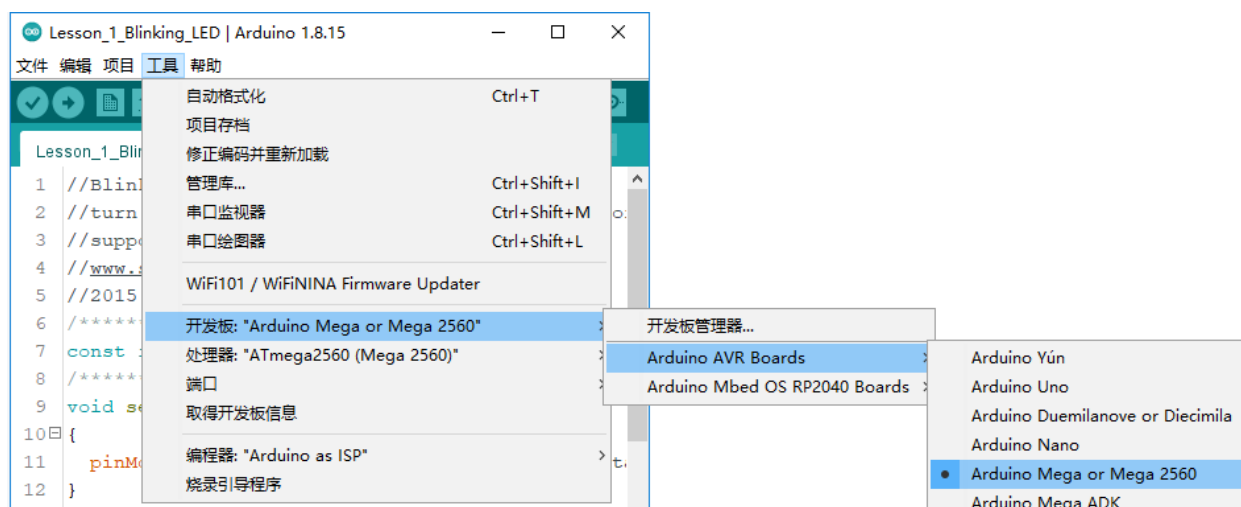 Lesson_1_Blinking_LED | Arduino 1.8.15
文件 编辑 项目 工具 帮助
自动格式化 Ctrl+T
项目存档
修正编码并重新加载
管理库... Ctrl+Shift+I
串口监视器 Ctrl+Shift+M
串口绘图器 Ctrl+Shift+L
WiFi101 / WiFiNINA Firmware Updater
开发板: "Arduino Mega or Mega 2560"
处理器: "ATmega2560 (Mega 2560)"
端口
取得开发板信息
编程器: "Arduino as ISP"
烧录引导程序
开发板管理器...
Arduino AVR Boards
Arduino Mbed OS RP2040 Boards
Arduino Yún
Arduino Uno
Arduino Duemilanove or Diecimila
Arduino Nano
Arduino Mega or Mega 2560
Arduino Mega ADK
Lesson_1_Bli
1 //Blin
2 //turn
3 //supp
4 //www.
5 //2015
6 /*****
7 const
8 /*****
9 void se
10 {
11 pinM
12 }